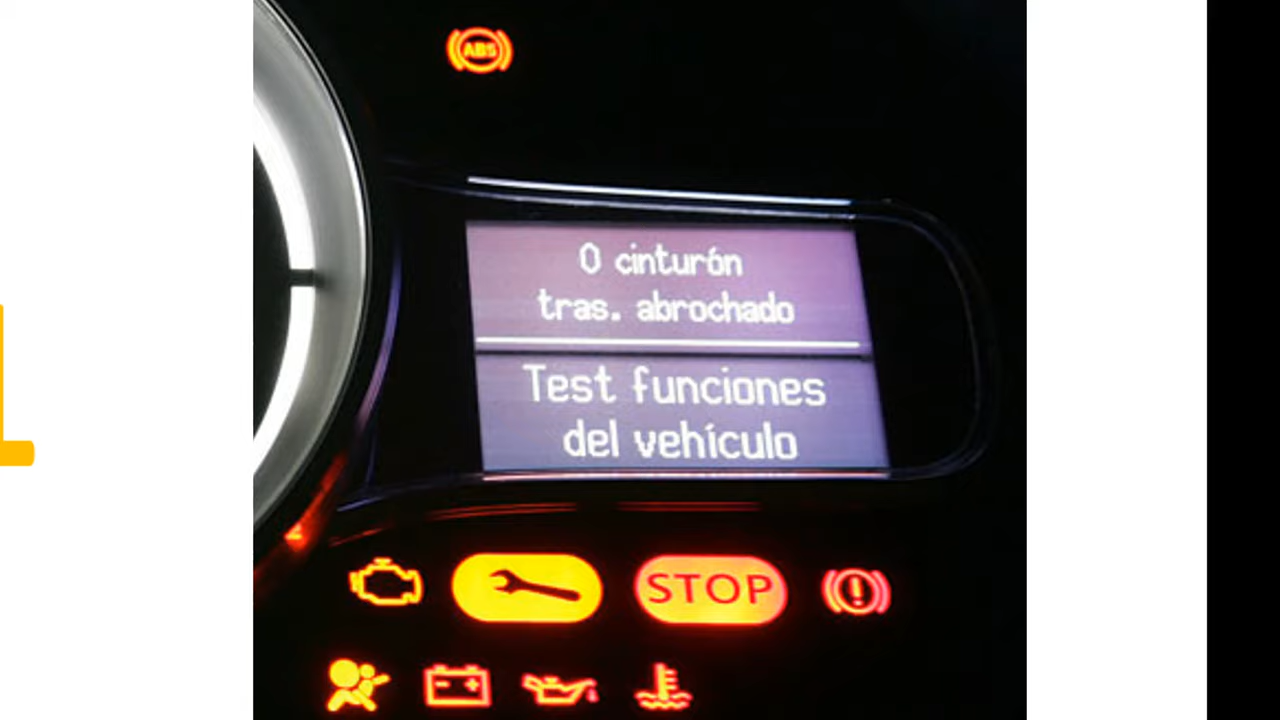 ABS
0 cinturón
tras. abrochado
Test funciones
del vehículo
STOP